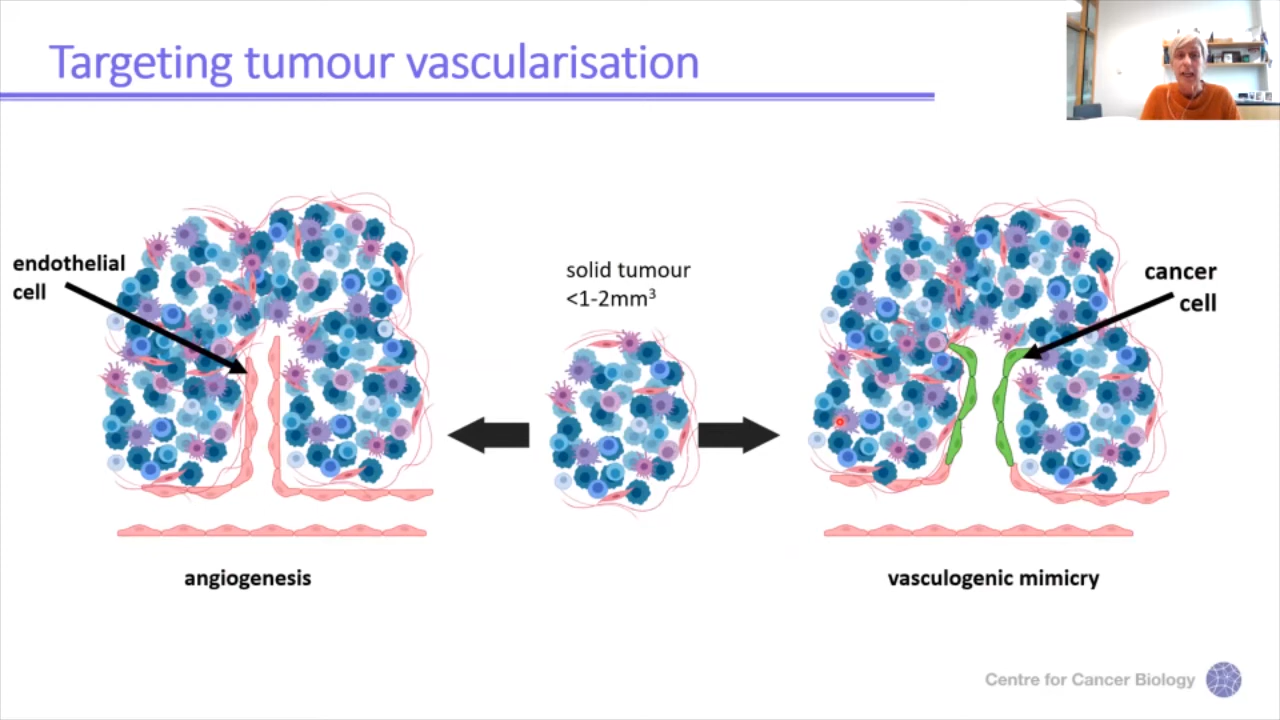 Targeting tumour vascularisation
endothelial
cell
solid tumour
<1-2mm³
cancer
cell
angiogenesis
vasculogenic mimicry
Centre for Cancer Biology